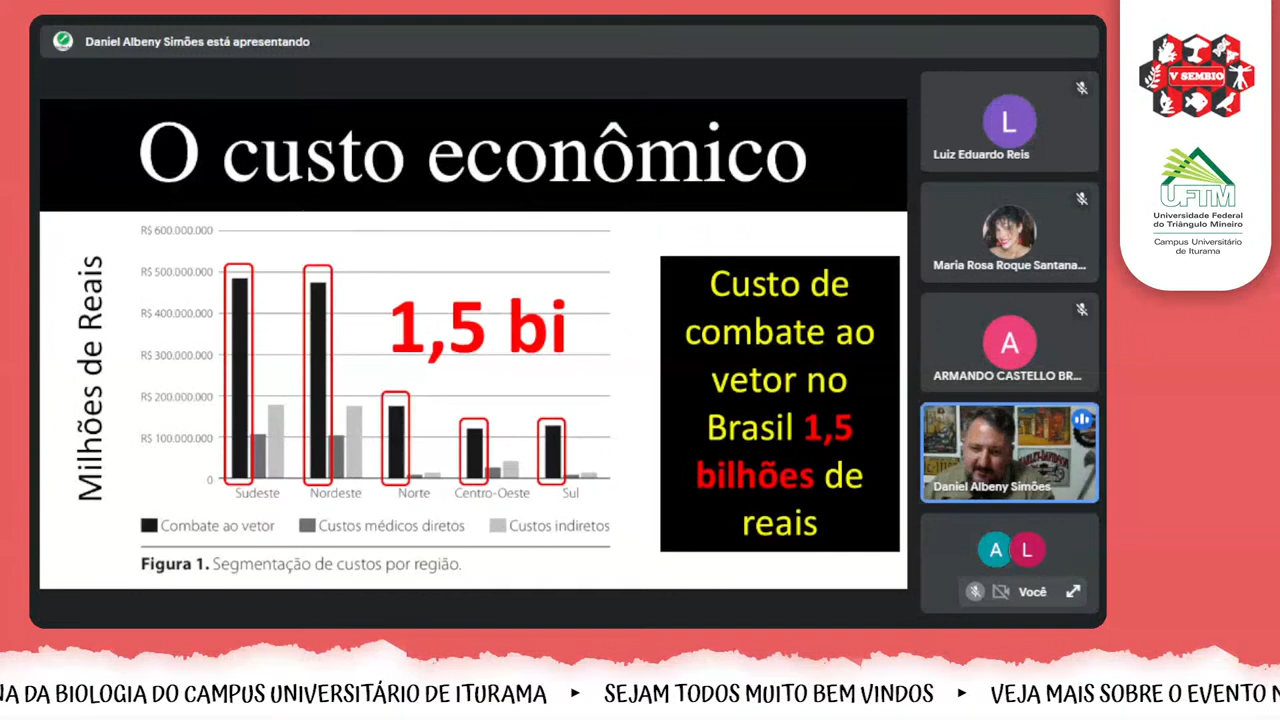 Daniel Albeny Simões está apresentando
O custo econômico
Milhões de Reais
R$ 600.000.000
R$ 500.000.000
R$ 400.000.000
R$ 300.000.000
R$ 200.000.000
R$ 100.000.000
0
1,5 bi
Sudeste Nordeste Norte Centro-Oeste Sul
Combate ao vetor Custos médicos diretos Custos indiretos
Figura 1. Segmentação de custos por região.
Custo de
combate ao
vetor no
Brasil 1,5
bilhões de
reais
L
Luiz Eduardo Reis
Maria Rosa Roque Santana...
A
ARMANDO CASTELLO BR...
Daniel Albeny Simões
A L
Você
V SEMBIO
UFTM
Universidade Federal
do Triângulo Mineiro
Campus Universitário
de Iturama
NA DA BIOLOGIA DO CAMPUS UNIVERSITÁRIO DE ITURAMA ▸ SEJAM TODOS MUITO BEM VINDOS ▸ VEJA MAIS SOBRE O EVENTO N